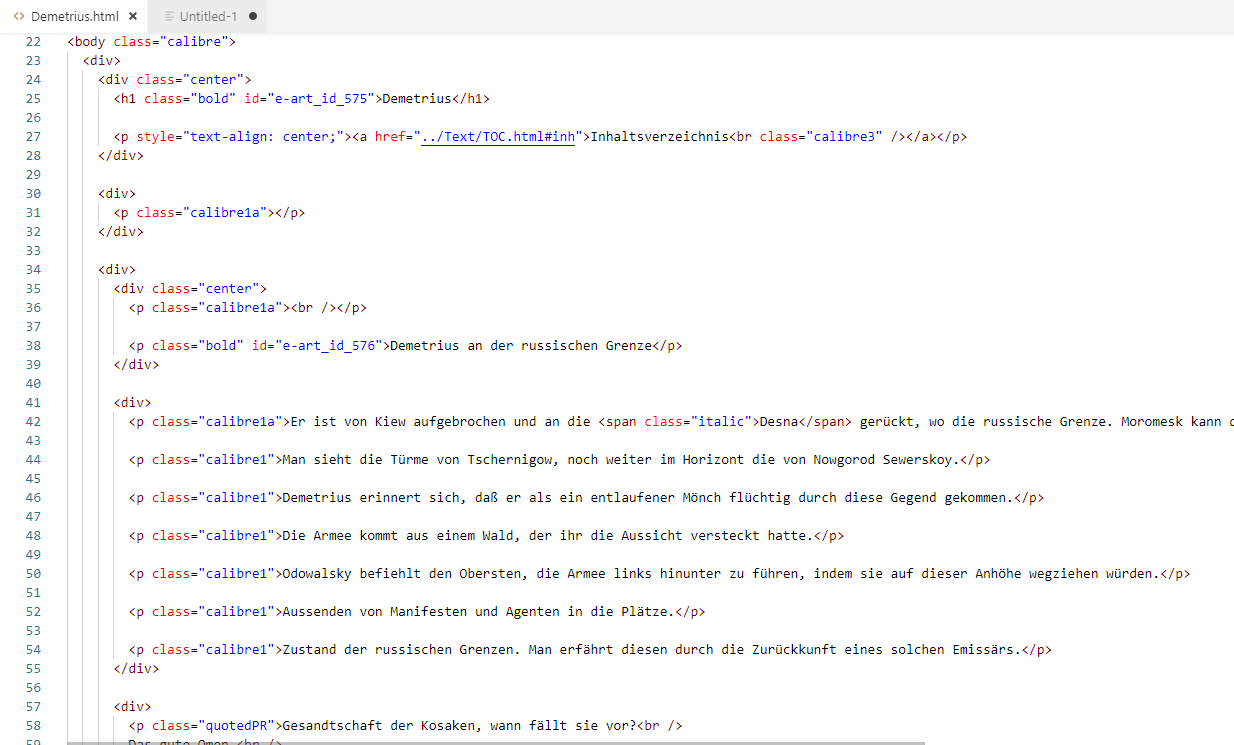 Demetrius.html Untitled-1
22 <body class="calibre">
23 <div>
24 <div class="center">
25 <h1 class="bold" id="e-art_id_575">Demetrius</h1>
26
27 <p style="text-align: center;"><a href="../Text/TOC.html#inh">Inhaltsverzeichnis<br class="calibre3" /></a></p>
28 </div>
29
30 <div>
31 <p class="calibre1a"></p>
32 </div>
33
34 <div>
35 <div class="center">
36 <p class="calibre1a"><br /></p>
37
38 <p class="bold" id="e-art_id_576">Demetrius an der russischen Grenze</p>
39 </div>
40
41 <div>
42 <p class="calibre1a">Er ist von Kiew aufgebrochen und an die <span class="italic">Desna</span> gerückt, wo die russische Grenze. Moromesk kann
43
44 <p class="calibre1">Man sieht die Türme von Tschernigow, noch weiter im Horizont die von Nowgorod Sewerskoy.</p>
45
46 <p class="calibre1">Demetrius erinnert sich, daß er als ein entlaufener Mönch flüchtig durch diese Gegend gekommen.</p>
47
48 <p class="calibre1">Die Armee kommt aus einem Wald, der ihr die Aussicht versteckt hatte.</p>
49
50 <p class="calibre1">Odowalsky befiehlt den Obersten, die Armee links hinunter zu führen, indem sie auf dieser Anhöhe wegziehen würden.</p>
51
52 <p class="calibre1">Aussenden von Manifesten und Agenten in die Plätze.</p>
53
54 <p class="calibre1">Zustand der russischen Grenzen. Man erfährt diesen durch die Zurückkunft eines solchen Emissärs.</p>
55 </div>
56
57 <div>
58 <p class="quotedPR">Gesandtschaft der Kosaken, wann fällt sie vor?<br />
59 Das gute Omen <br />